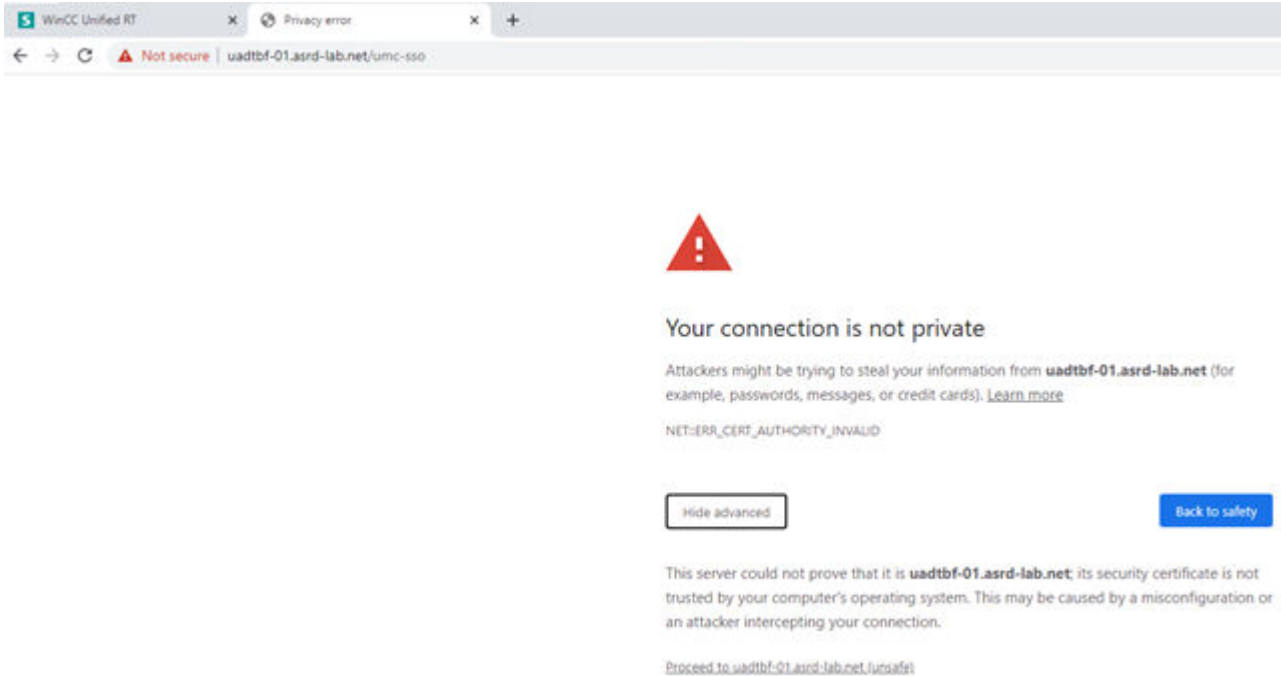 WinCC Unified RT
Privacy error
Not secure | uadtbf-01.asrd-lab.net/umc-sso
Your connection is not private
Attackers might be trying to steal your information from uadtbf-01.asrd-lab.net (for
example, passwords, messages, or credit cards). Learn more
NET::ERR_CERT_AUTHORITY_INVALID
Hide advanced
Back to safety
This server could not prove that it is uadtbf-01.asrd-lab.net; its security certificate is not
trusted by your computer's operating system. This may be caused by a misconfiguration or
an attacker intercepting your connection.
Proceed to uadtbf-01.asrd-lab.net (unsafe)